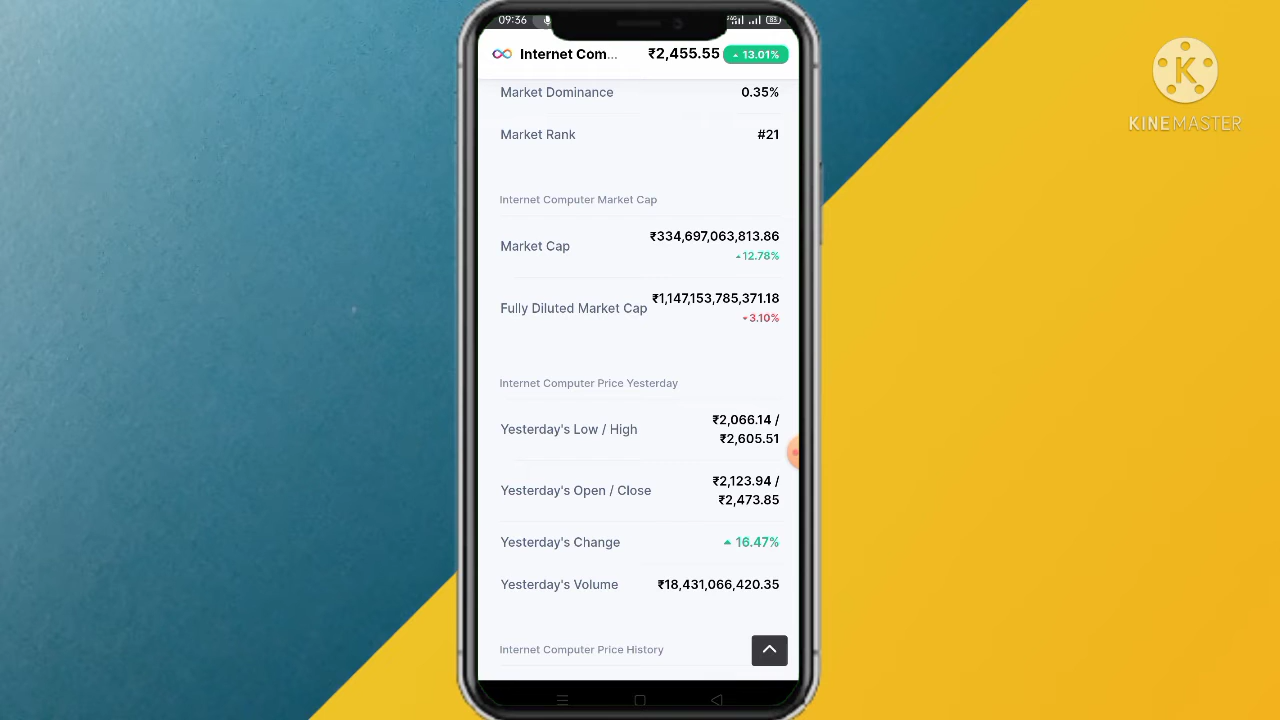 09:36
Internet Com... ₹2,455.55 13.01%
Market Dominance 0.35%
Market Rank #21
Internet Computer Market Cap
Market Cap ₹334,697,063,813.86
12.78%
Fully Diluted Market Cap ₹1,147,153,785,371.18
3.10%
Internet Computer Price Yesterday
Yesterday's Low / High ₹2,066.14 /
₹2,605.51
Yesterday's Open / Close ₹2,123.94 /
₹2,473.85
Yesterday's Change 16.47%
Yesterday's Volume ₹18,431,066,420.35
Internet Computer Price History
K
KINEMASTER